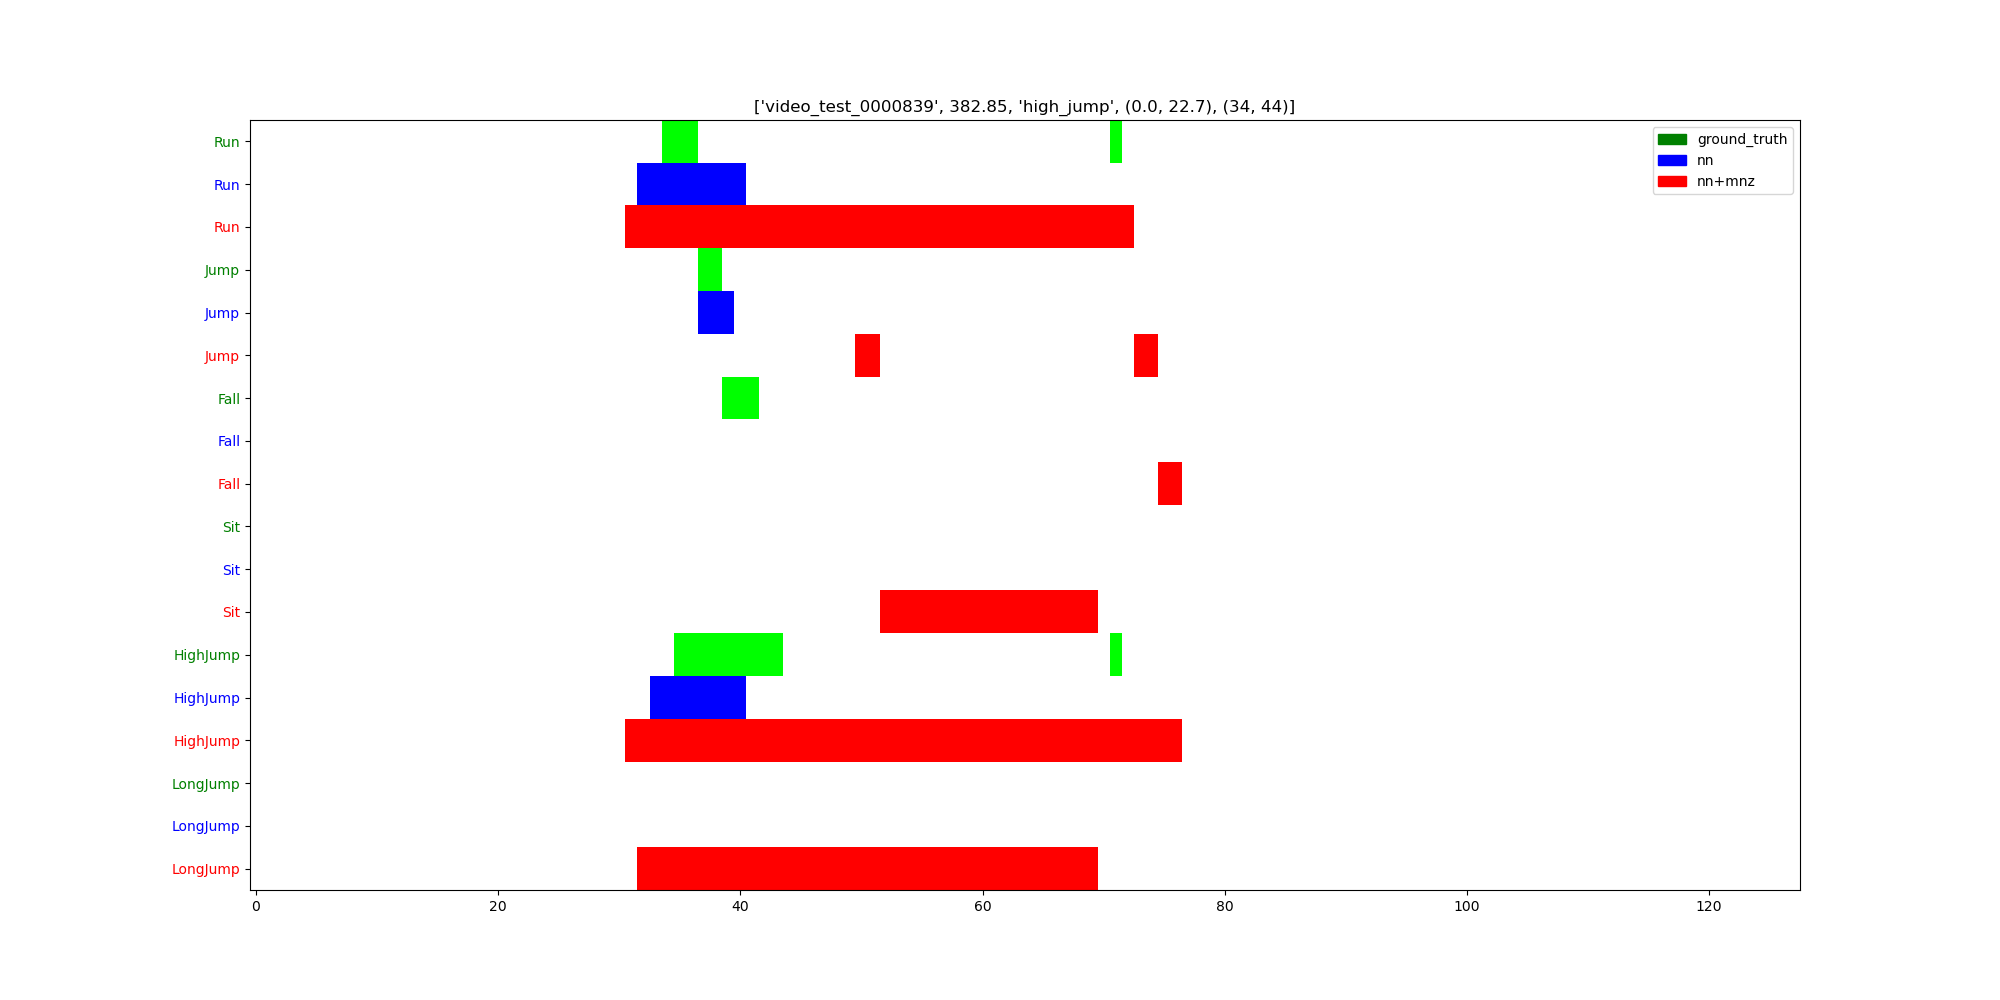 ['video_test_0000839', 382.85, 'high_jump', (0.0, 22.7), (34, 44)]
ground_truth
nn
nn+mnz
Run
Run
Run
Jump
Jump
Jump
Fall
Fall
Fall
Sit
Sit
Sit
HighJump
HighJump
HighJump
LongJump
LongJump
LongJump
0 20 40 60 80 100 120